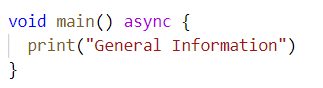 void main() async {
  print("General Information")
}